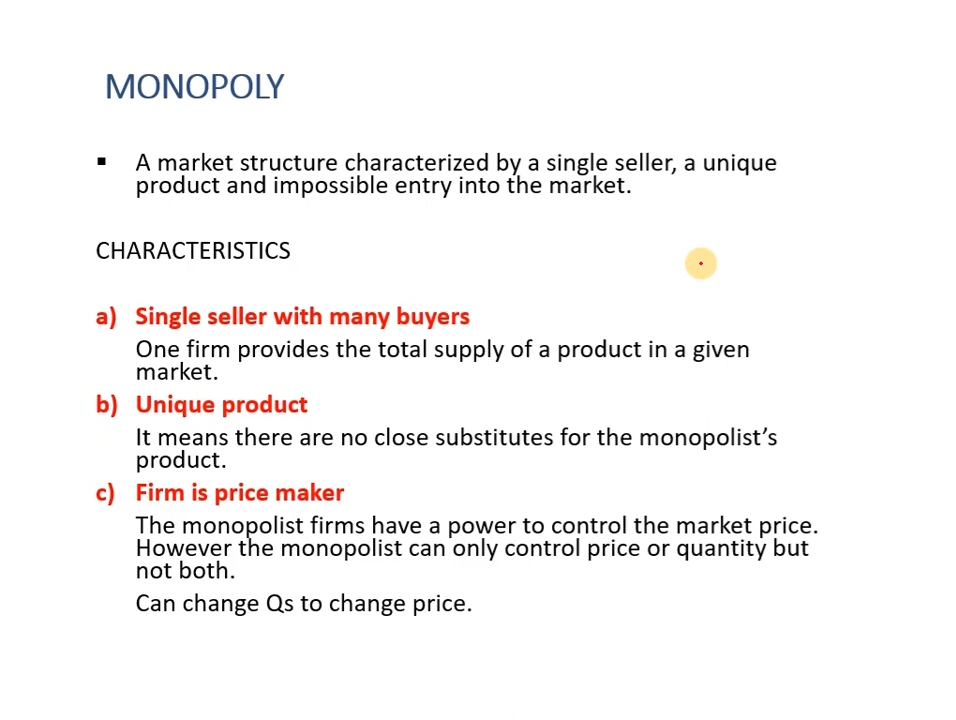 MONOPOLY
▪ A market structure characterized by a single seller, a unique
product and impossible entry into the market.
CHARACTERISTICS
a) Single seller with many buyers
One firm provides the total supply of a product in a given
market.
b) Unique product
It means there are no close substitutes for the monopolist’s
product.
c) Firm is price maker
The monopolist firms have a power to control the market price.
However the monopolist can only control price or quantity but
not both.
Can change Qs to change price.